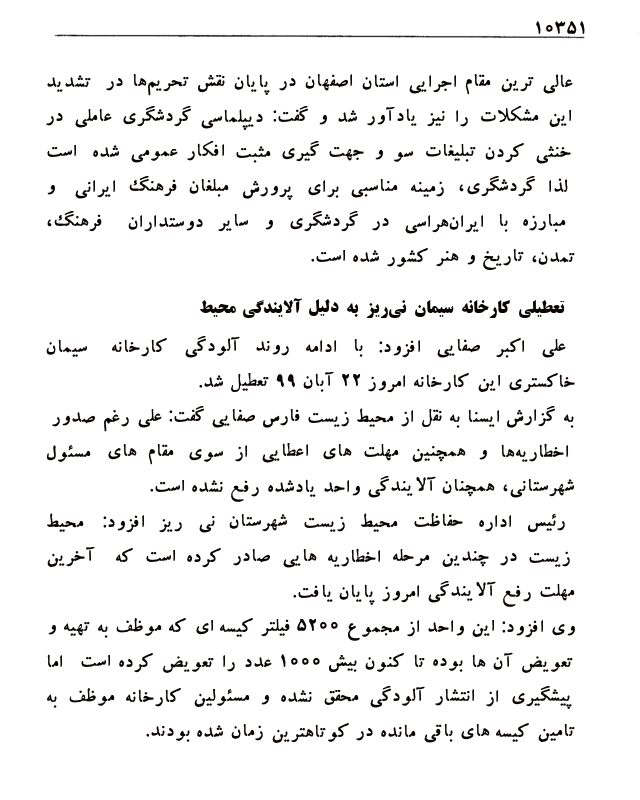 ۱۰۳۵۱
عالی ترین مقام اجرایی استان اصفهان در پایان نقش تحریم‌ها در تشدید
این مشکلات را نیز یادآور شد و گفت: دیپلماسی گردشگری عاملی در
خنثی کردن تبلیغات سو و جهت گیری مثبت افکار عمومی شده است
لذا گردشگری، زمینه مناسبی برای پرورش مبلغان فرهنگ ایرانی و
مبارزه با ایران‌هراسی در گردشگری و سایر دوستداران فرهنگ،
تمدن، تاریخ و هنر کشور شده است.
تعطیلی کارخانه سیمان نی‌ریز به دلیل آلایندگی محیط
علی اکبر صفایی افزود: با ادامه روند آلودگی کارخانه سیمان
خاکستری این کارخانه امروز ۲۲ آبان ۹۹ تعطیل شد.
به گزارش ایسنا به نقل از محیط زیست فارس صفایی گفت: علی رغم صدور
اخطاریه‌ها و همچنین مهلت های اعطایی از سوی مقام های مسئول
شهرستانی، همچنان آلایندگی واحد یادشده رفع نشده است.
رئیس اداره حفاظت محیط زیست شهرستان نی ریز افزود: محیط
زیست در چندین مرحله اخطاریه هایی صادر کرده است که آخرین
مهلت رفع آلایندگی امروز پایان یافت.
وی افزود: این واحد از مجموع ۵۲۰۰ فیلتر کیسه ای که موظف به تهیه و
تعویض آن ها بوده تا کنون بیش ۱۰۰۰ عدد را تعویض کرده است اما
پیشگیری از انتشار آلودگی محقق نشده و مسئولین کارخانه موظف به
تامین کیسه های باقی مانده در کوتاهترین زمان شده بودند.